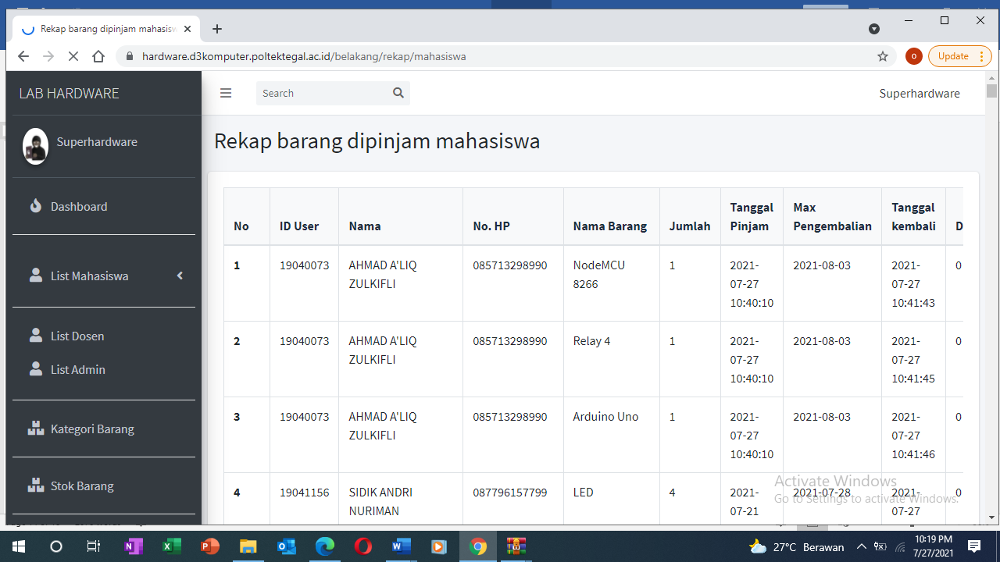 Rekap barang dipinjam mahasisw
hardware.d3komputer.poltektegal.ac.id/belakang/rekap/mahasiswa
O
Update
LAB HARDWARE
Search
Superhardware
Superhardware
Dashboard
List Mahasiswa
List Dosen
List Admin
Kategori Barang
Stok Barang
Rekap barang dipinjam mahasiswa
No ID User Nama No. HP Nama Barang Jumlah Tanggal Pinjam Max Pengembalian Tanggal kembali D
1 19040073 AHMAD A'LIQ ZULKIFLI 085713298990 NodeMCU 8266 1 2021-07-27 10:40:10 2021-08-03 2021-07-27 10:41:43 0
2 19040073 AHMAD A'LIQ ZULKIFLI 085713298990 Relay 4 1 2021-07-27 10:40:10 2021-08-03 2021-07-27 10:41:45 0
3 19040073 AHMAD A'LIQ ZULKIFLI 085713298990 Arduino Uno 1 2021-07-27 10:40:10 2021-08-03 2021-07-27 10:41:46 0
4 19041156 SIDIK ANDRI NURIMAN 087796157799 LED 4 2021-07-21 2021-07-28 2021-07-27 0
Activate Windows
Go to Settings to activate Windows.
27°C Berawan
10:19 PM
7/27/2021